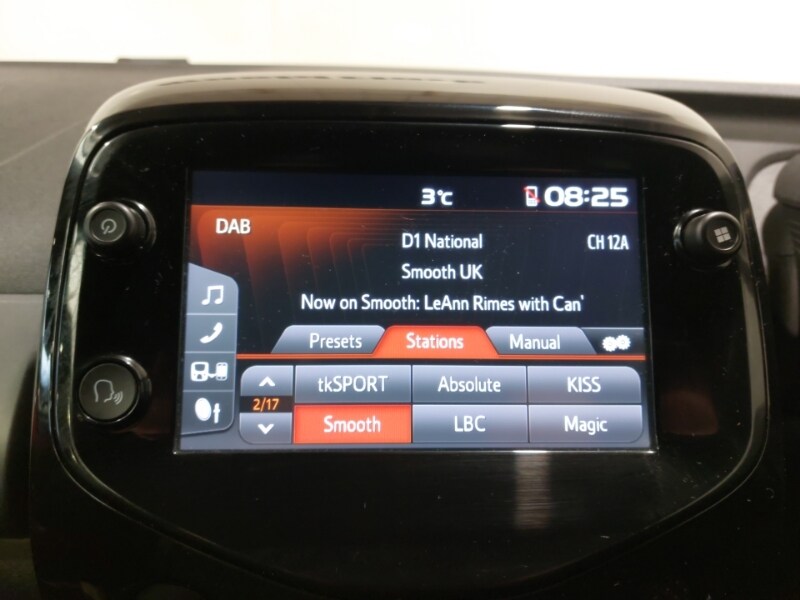 3°C 08:25
DAB
D1 National CH 12A
Smooth UK
Now on Smooth: LeAnn Rimes with Can'
Presets Stations Manual
tkSPORT Absolute KISS
2/17
Smooth LBC Magic